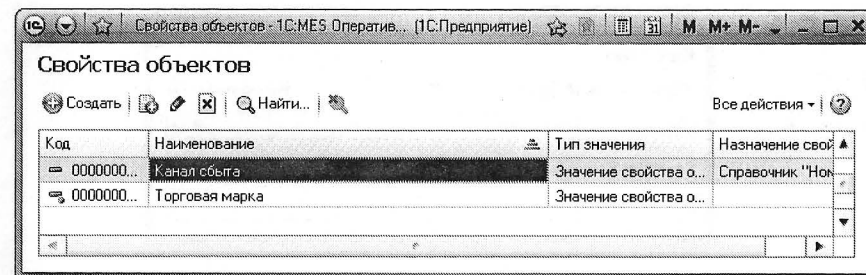 Свойства объектов - 1С:MES Оператив... (1С:Предприятие) 31 M M+ M-
Свойства объектов
Создать Найти... Все действия ?
Код Наименование Тип значения Назначение свой
0000000... Канал сбыта Значение свойства о... Справочник "Ном
0000000... Торговая марка Значение свойства о...